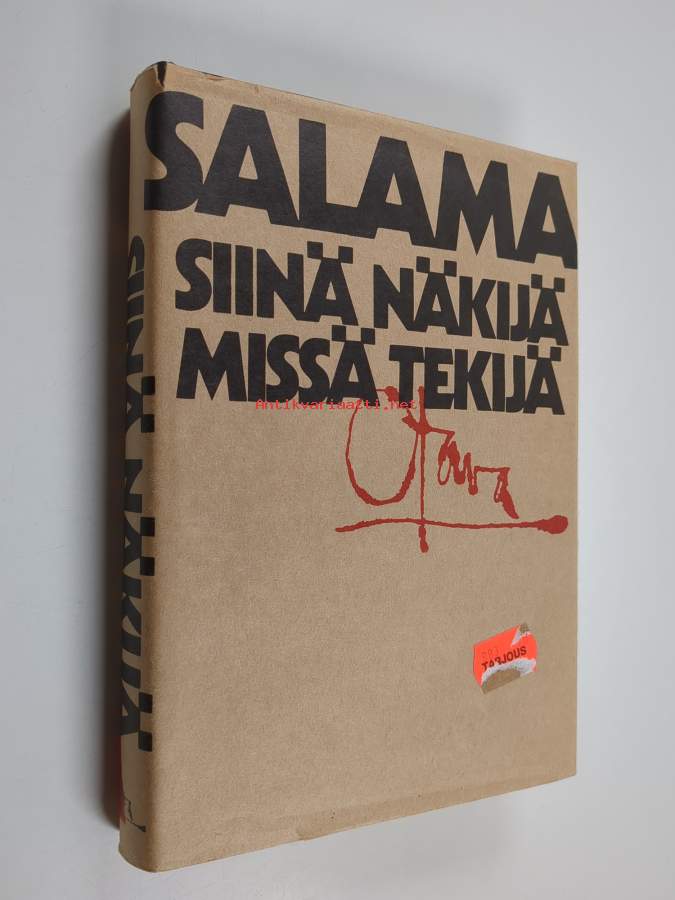 SALAMA
SIINÄ NÄKIJÄ
MISSÄ TEKIJÄ
Antikvariaatti.Net
Otava
TARJOUS
SIINÄ NÄKIJÄ